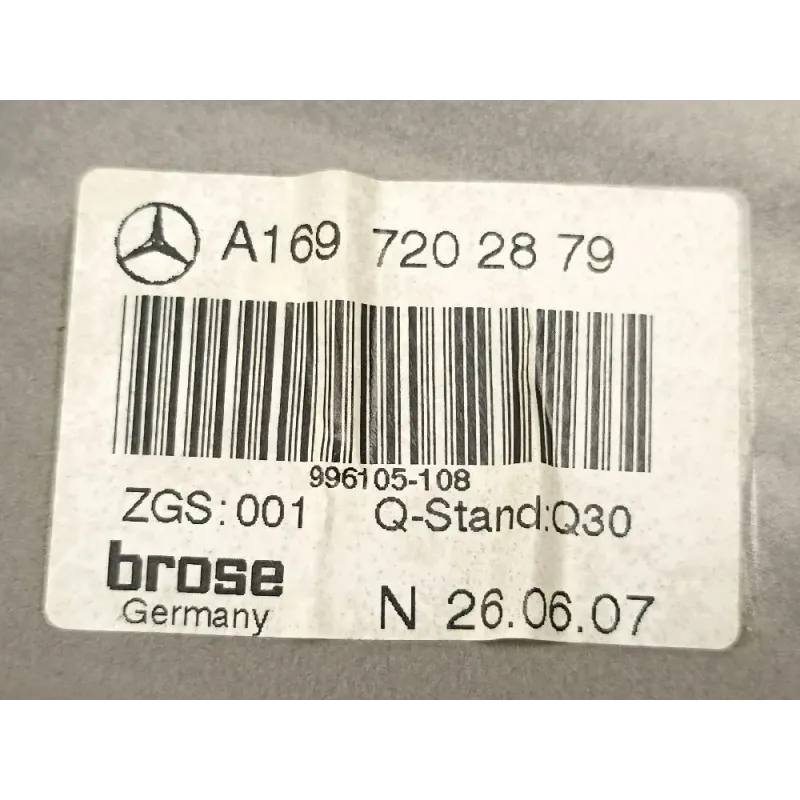 A169 720 28 79
996105-108
ZGS:001 Q-Stand:Q30
brose
Germany
N 26.06.07